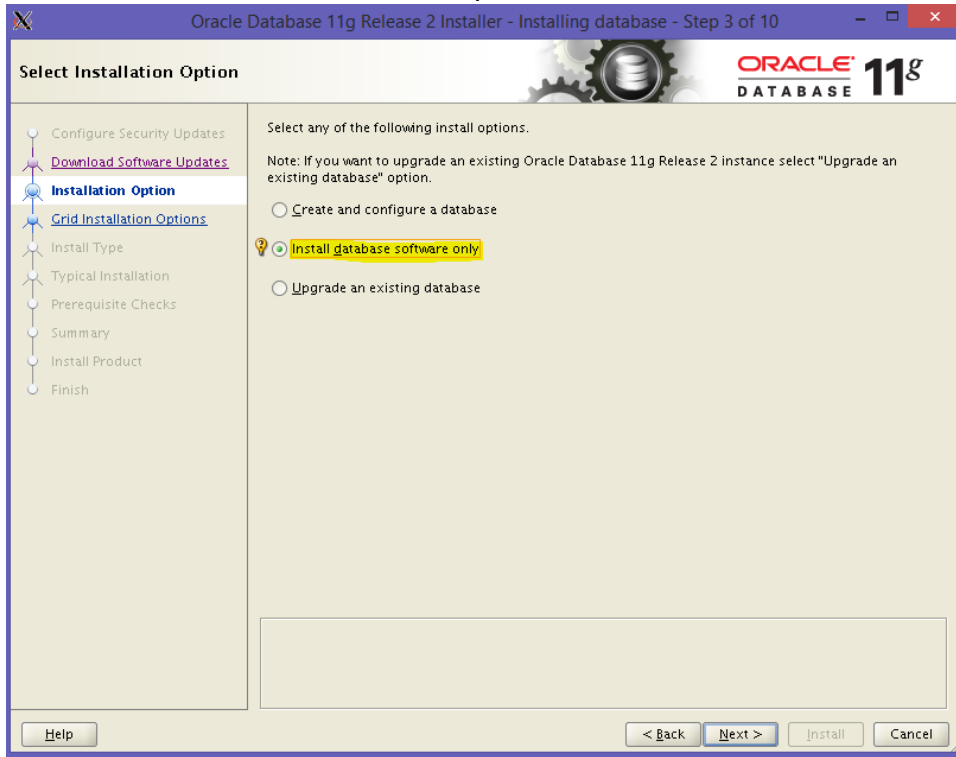 Oracle Database 11g Release 2 Installer - Installing database - Step 3 of 10
Select Installation Option
ORACLE 11g
DATABASE
Configure Security Updates
Download Software Updates
Installation Option
Grid Installation Options
Install Type
Typical Installation
Prerequisite Checks
Summary
Install Product
Finish
Select any of the following install options.
Note: If you want to upgrade an existing Oracle Database 11g Release 2 instance select "Upgrade an
existing database" option.
Create and configure a database
Install database software only
Upgrade an existing database
Help
< Back Next > Install Cancel